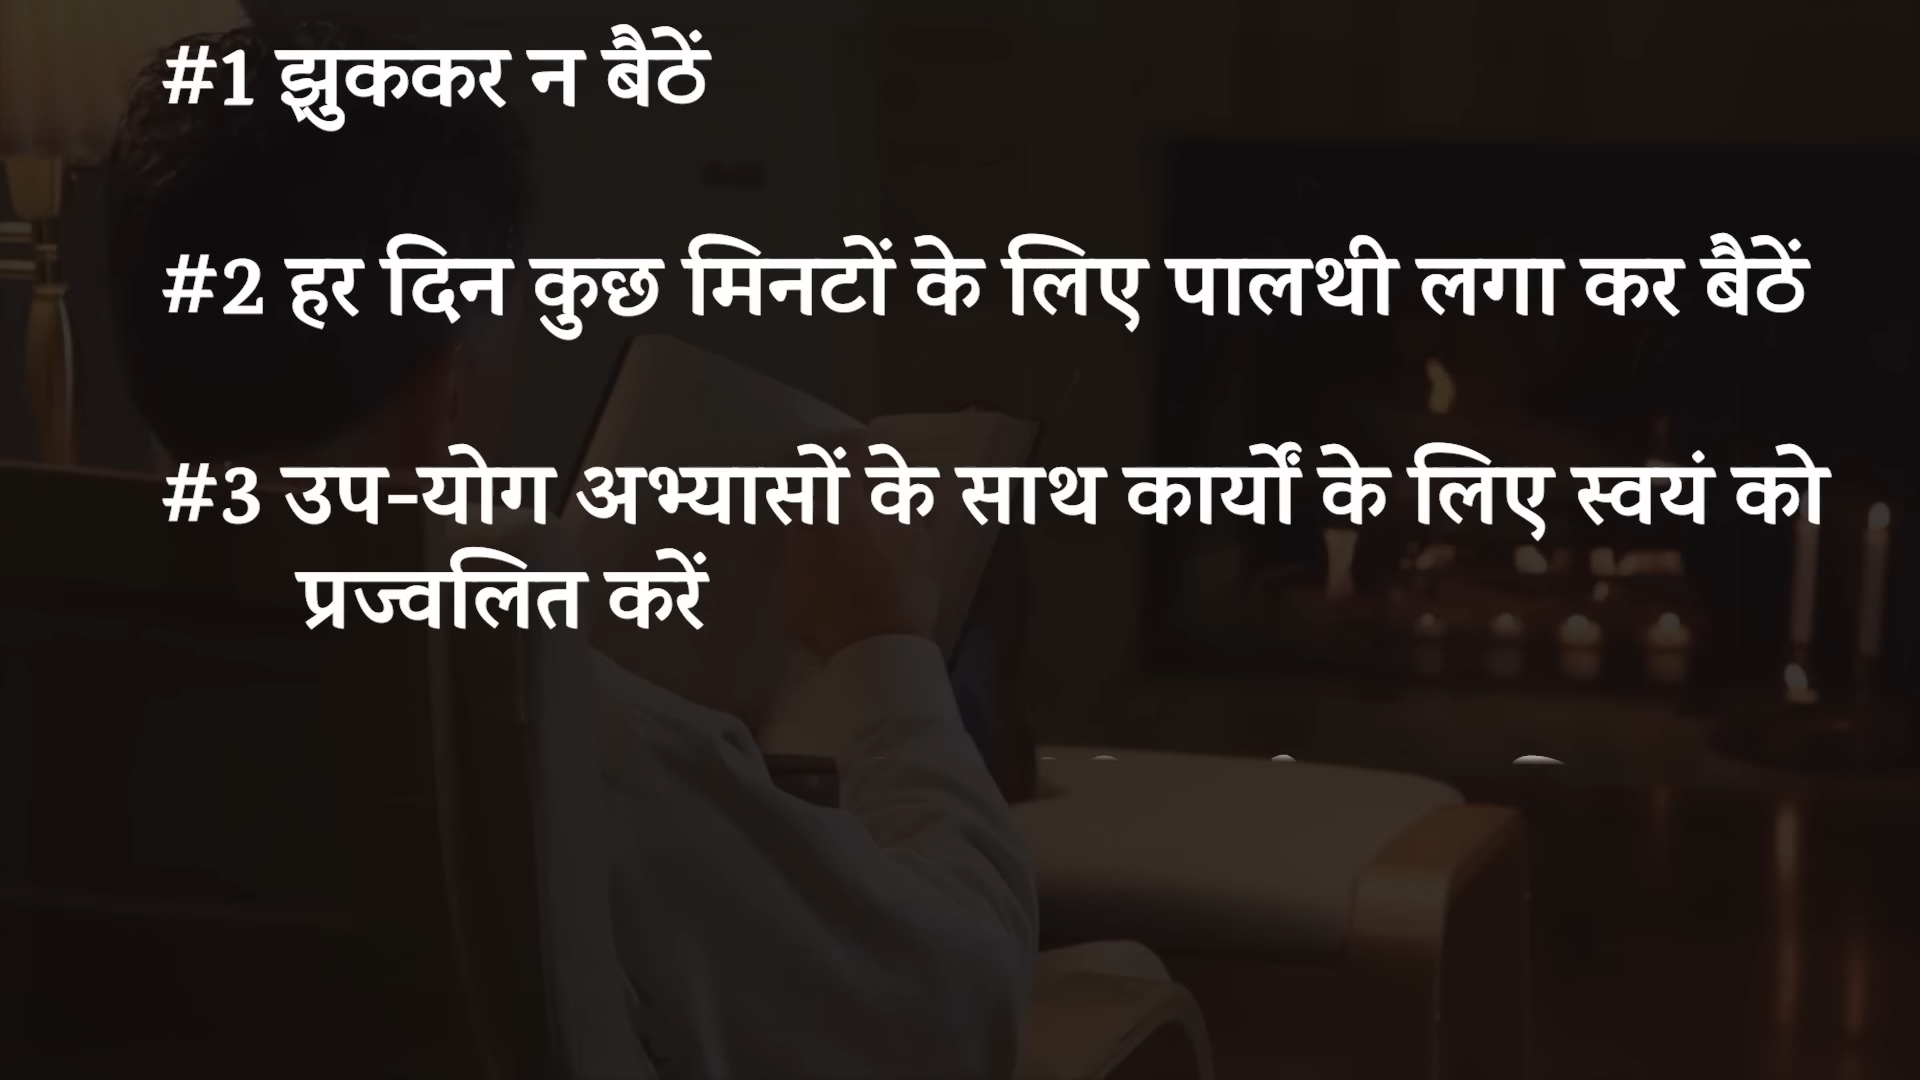 #1 झुककर न बैठें
#2 हर दिन कुछ मिनटों के लिए पालथी लगा कर बैठें
#3 उप-योग अभ्यासों के साथ कार्यों के लिए स्वयं को
प्रज्वलित करें